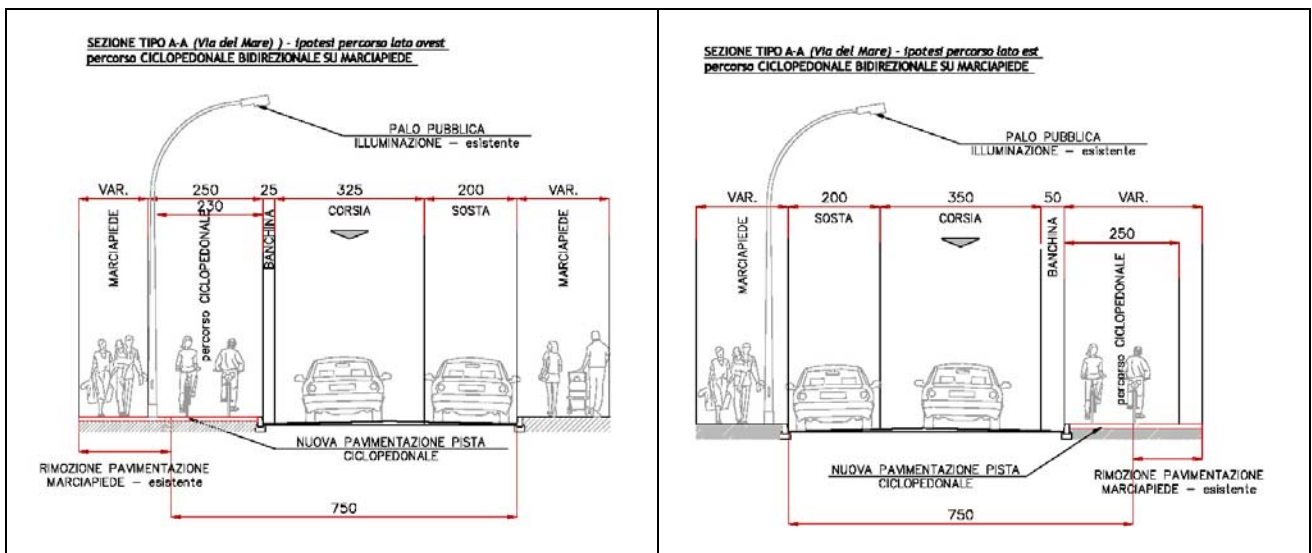 SEZIONE TIPO A-A (Via del Mare) ) - ipotesi percorso lato ovest
percorso CICLOPEDONALE BIDIREZIONALE SU MARCIAPIEDE
PALO PUBBLICA
ILLUMINAZIONE – esistente
VAR. 250 25 325 200 VAR.
230
MARCIAPIEDE
percorso CICLOPEDONALE
BANCHINA
CORSIA
SOSTA
MARCIAPIEDE
NUOVA PAVIMENTAZIONE PISTA
CICLOPEDONALE
RIMOZIONE PAVIMENTAZIONE
MARCIAPIEDE – esistente
750
SEZIONE TIPO A-A (Via del Mare) - ipotesi percorso lato est
percorso CICLOPEDONALE BIDIREZIONALE SU MARCIAPIEDE
PALO PUBBLICA
ILLUMINAZIONE – esistente
VAR. 200 350 50 VAR.
MARCIAPIEDE
SOSTA
CORSIA
BANCHINA
250
percorso CICLOPEDONALE
NUOVA PAVIMENTAZIONE PISTA
CICLOPEDONALE
RIMOZIONE PAVIMENTAZIONE
MARCIAPIEDE – esistente
750